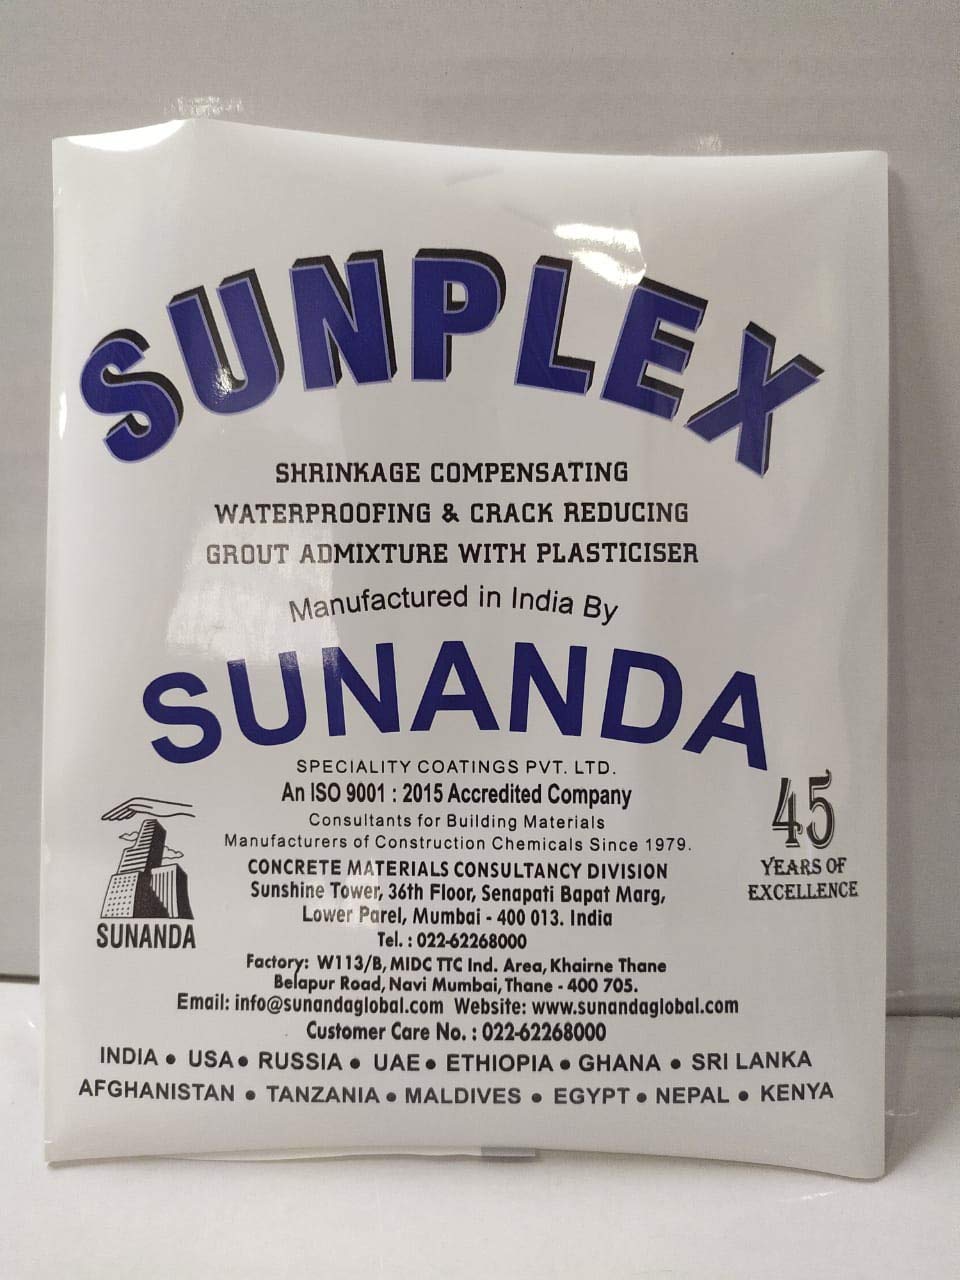 SUNPLEX
SHRINKAGE COMPENSATING
WATERPROOFING & CRACK REDUCING
GROUT ADMIXTURE WITH PLASTICISER
Manufactured in India By
SUNANDA
SPECIALITY COATINGS PVT. LTD.
An ISO 9001 : 2015 Accredited Company
Consultants for Building Materials
Manufacturers of Construction Chemicals Since 1979.
CONCRETE MATERIALS CONSULTANCY DIVISION
Sunshine Tower, 36th Floor, Senapati Bapat Marg,
Lower Parel, Mumbai - 400 013. India
Tel. : 022-62268000
Factory: W113/B, MIDC TTC Ind. Area, Khairne Thane
Belapur Road, Navi Mumbai, Thane - 400 705.
Email: info@sunandaglobal.com Website: www.sunandaglobal.com
Customer Care No. : 022-62268000
SUNANDA
45
YEARS OF
EXCELLENCE
INDIA • USA • RUSSIA • UAE • ETHIOPIA • GHANA • SRI LANKA
AFGHANISTAN • TANZANIA • MALDIVES • EGYPT • NEPAL • KENYA